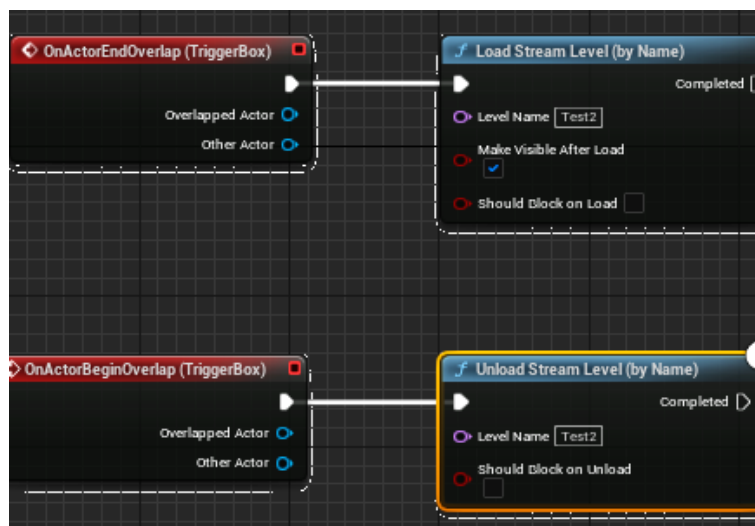 OnActorEndOverlap (TriggerBox)
Overlapped Actor
Other Actor
f Load Stream Level (by Name)
Completed
Level Name Test2
Make Visible After Load
Should Block on Load
OnActorBeginOverlap (TriggerBox)
Overlapped Actor
Other Actor
f Unload Stream Level (by Name)
Completed
Level Name Test2
Should Block on Unload